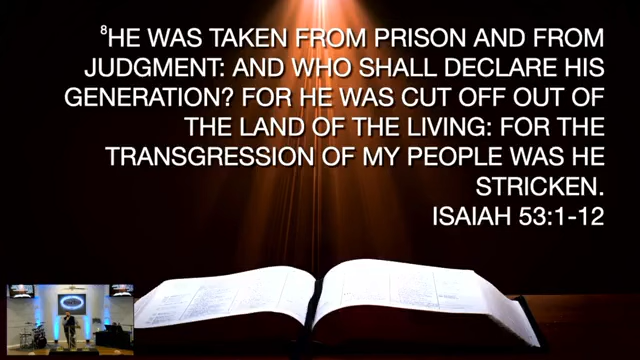 ⁸HE WAS TAKEN FROM PRISON AND FROM
JUDGMENT: AND WHO SHALL DECLARE HIS
GENERATION? FOR HE WAS CUT OFF OUT OF
THE LAND OF THE LIVING: FOR THE
TRANSGRESSION OF MY PEOPLE WAS HE
STRICKEN.
ISAIAH 53:1-12